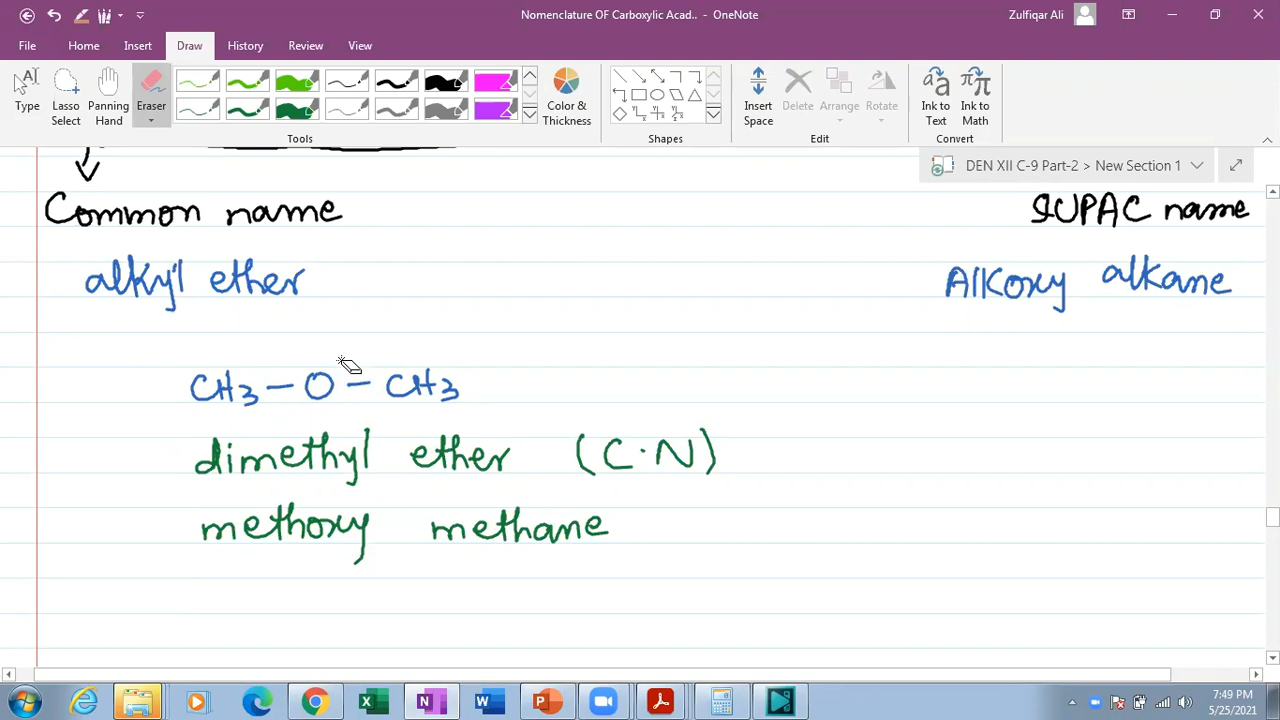 Nomenclature OF Carboxylic Acad.. - OneNote
Zulfiqar Ali
File Home Insert Draw History Review View
Type
Lasso Select
Panning Hand
Eraser
Color & Thickness
Insert Space
Delete
Arrange
Rotate
Ink to Text
Ink to Math
Tools
Shapes
Edit
Convert
DEN XII C-9 Part-2 > New Section 1
Common name IUPAC name
alkyl ether Alkoxy alkane
CH3 — O — CH3
dimethyl ether (C·N)
methoxy methane
7:49 PM
5/25/2021